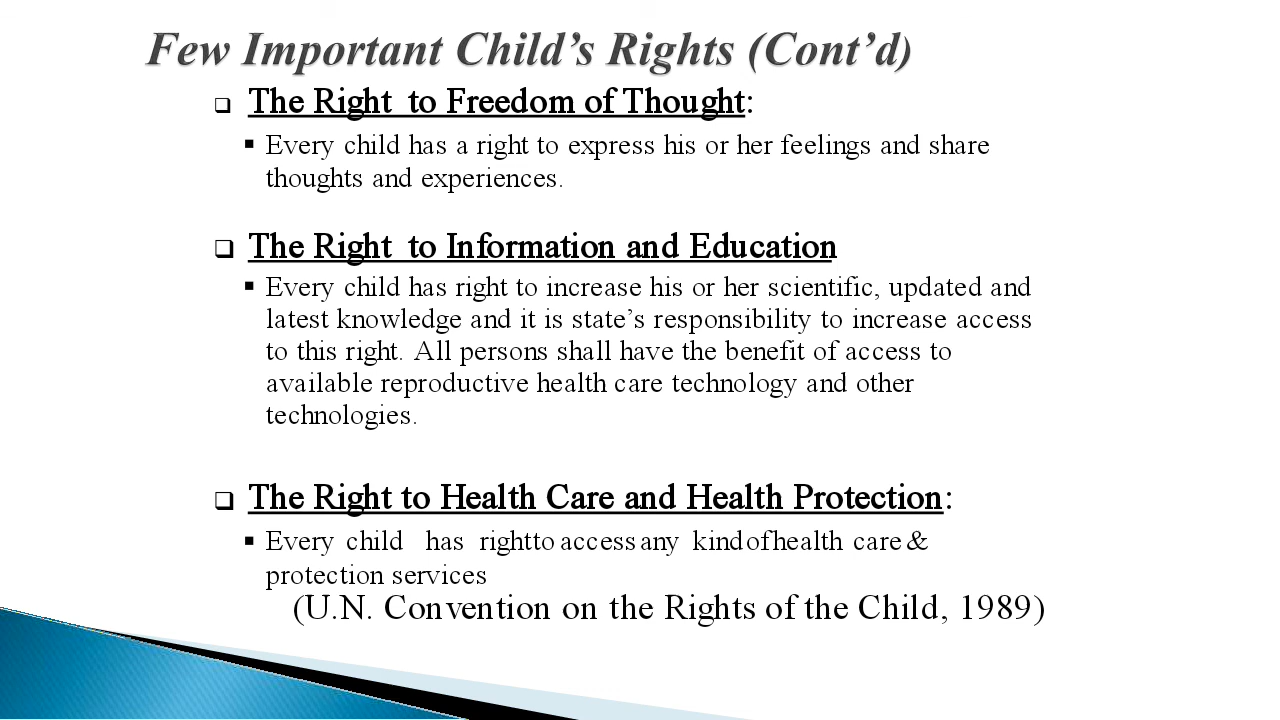 Few Important Child’s Rights (Cont’d)
❑ The Right to Freedom of Thought:
▪ Every child has a right to express his or her feelings and share
thoughts and experiences.
❑ The Right to Information and Education
▪ Every child has right to increase his or her scientific, updated and
latest knowledge and it is state’s responsibility to increase access
to this right. All persons shall have the benefit of access to
available reproductive health care technology and other
technologies.
❑ The Right to Health Care and Health Protection:
▪ Every child has rightto access any kindofhealth care &
protection services
(U.N. Convention on the Rights of the Child, 1989)